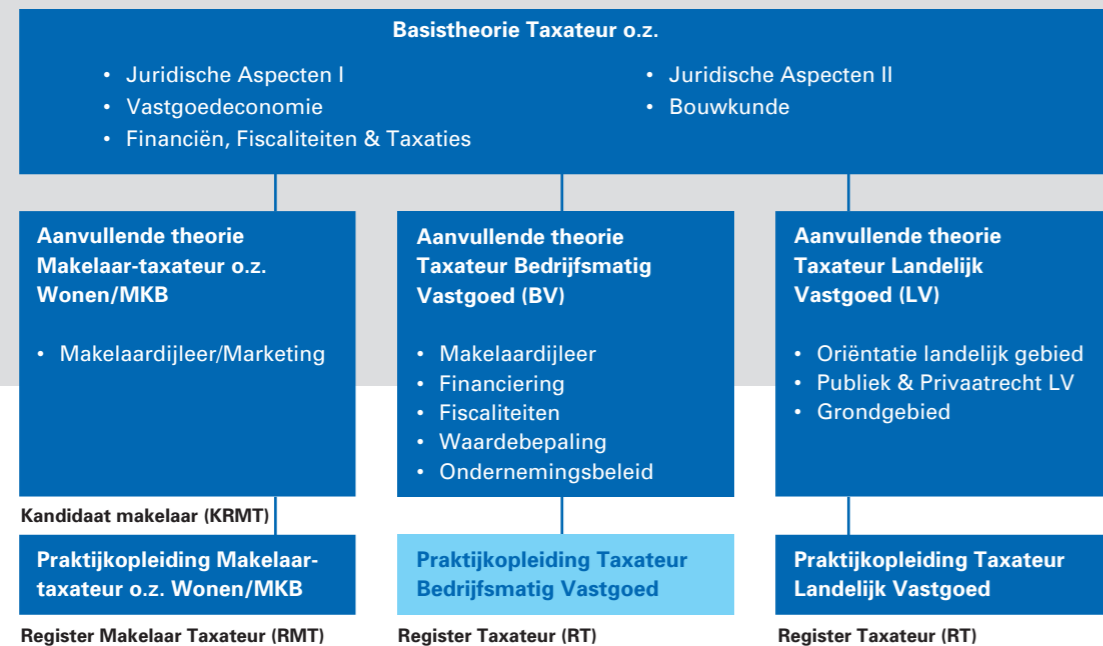 Basistheorie Taxateur o.z.
• Juridische Aspecten I
• Vastgoedeconomie
• Financiën, Fiscaliteiten & Taxaties
• Juridische Aspecten II
• Bouwkunde
Aanvullende theorie
Makelaar-taxateur o.z.
Wonen/MKB
• Makelaardijleer/Marketing
Aanvullende theorie
Taxateur Bedrijfsmatig
Vastgoed (BV)
• Makelaardijleer
• Financiering
• Fiscaliteiten
• Waardebepaling
• Ondernemingsbeleid
Aanvullende theorie
Taxateur Landelijk
Vastgoed (LV)
• Oriëntatie landelijk gebied
• Publiek & Privaatrecht LV
• Grondgebied
Kandidaat makelaar (KRMT)
Praktijkopleiding Makelaar-
taxateur o.z. Wonen/MKB
Praktijkopleiding Taxateur
Bedrijfsmatig Vastgoed
Praktijkopleiding Taxateur
Landelijk Vastgoed
Register Makelaar Taxateur (RMT)
Register Taxateur (RT)
Register Taxateur (RT)